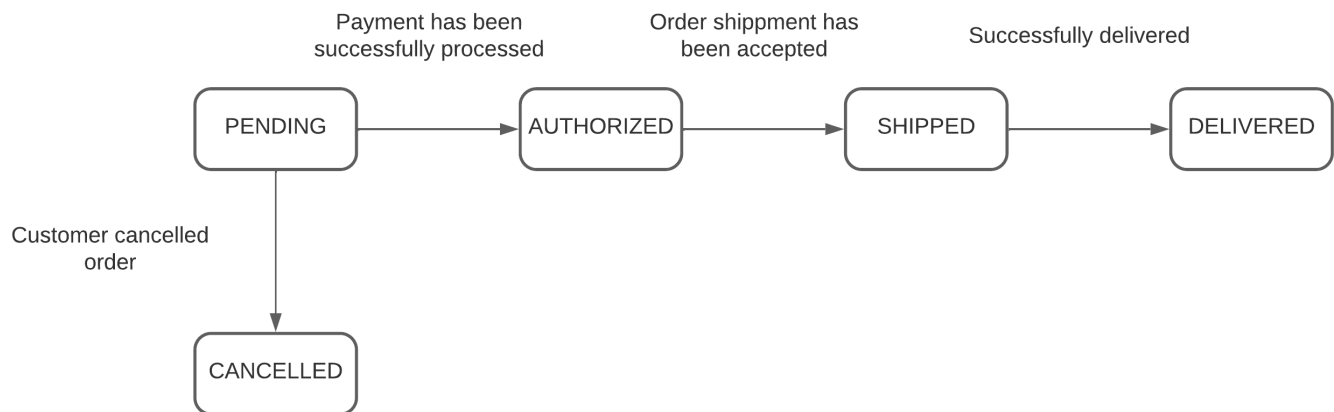 Payment has been
successfully processed
Order shippment has
been accepted
Successfully delivered
PENDING
AUTHORIZED
SHIPPED
DELIVERED
Customer cancelled
order
CANCELLED